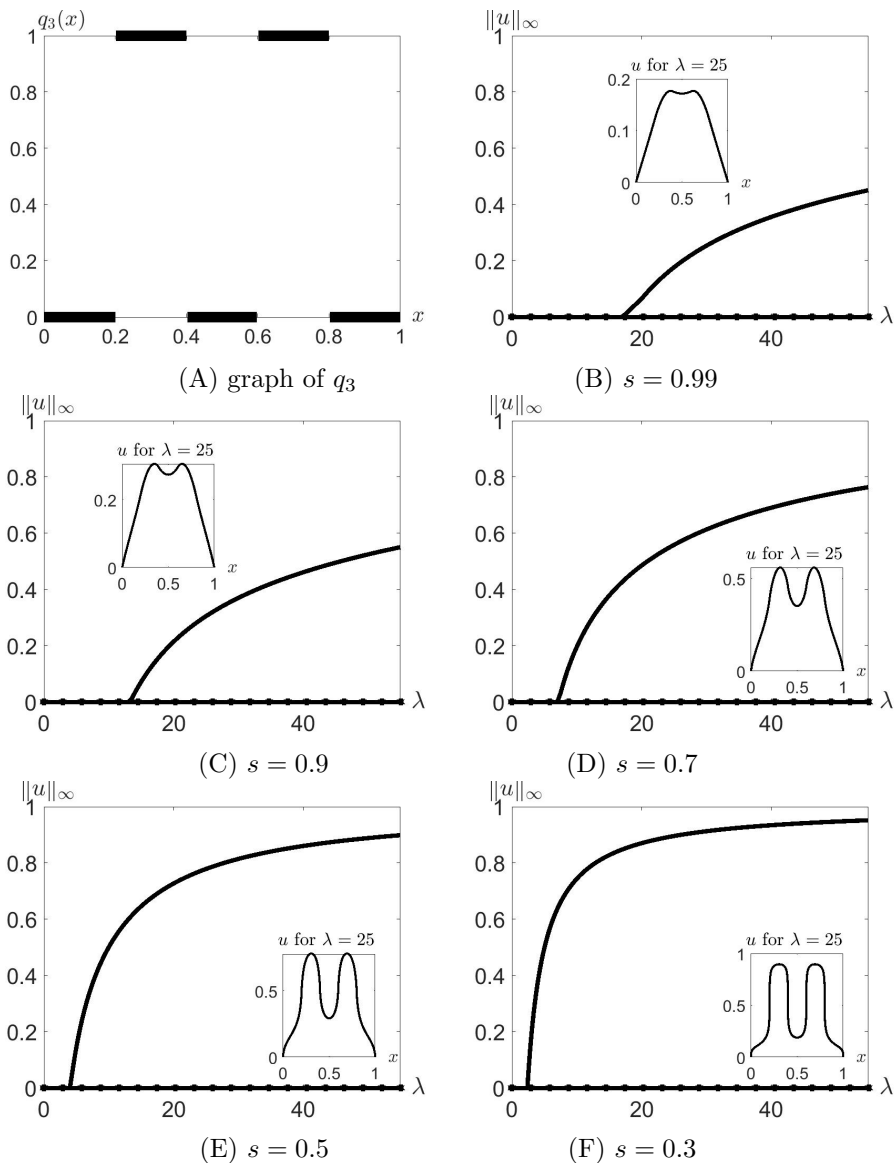 q₃(x)
1
0.8
0.6
0.4
0.2
0
0 0.2 0.4 0.6 0.8 1
x
(A) graph of q₃
‖u‖∞
1
0.8
0.6
0.4
0.2
0
0 20 40
λ
u for λ = 25
0.2
0.1
0
0 0.5 1
x
(B) s = 0.99
‖u‖∞
1
0.8
0.6
0.4
0.2
0
0 20 40
λ
u for λ = 25
0.2
0
0 0.5 1
x
(C) s = 0.9
‖u‖∞
1
0.8
0.6
0.4
0.2
0
0 20 40
λ
u for λ = 25
0.5
0
0 0.5 1
x
(D) s = 0.7
‖u‖∞
1
0.8
0.6
0.4
0.2
0
0 20 40
λ
u for λ = 25
0.5
0
0 0.5 1
x
(E) s = 0.5
‖u‖∞
1
0.8
0.6
0.4
0.2
0
0 20 40
λ
u for λ = 25
1
0.5
0
0 0.5 1
x
(F) s = 0.3